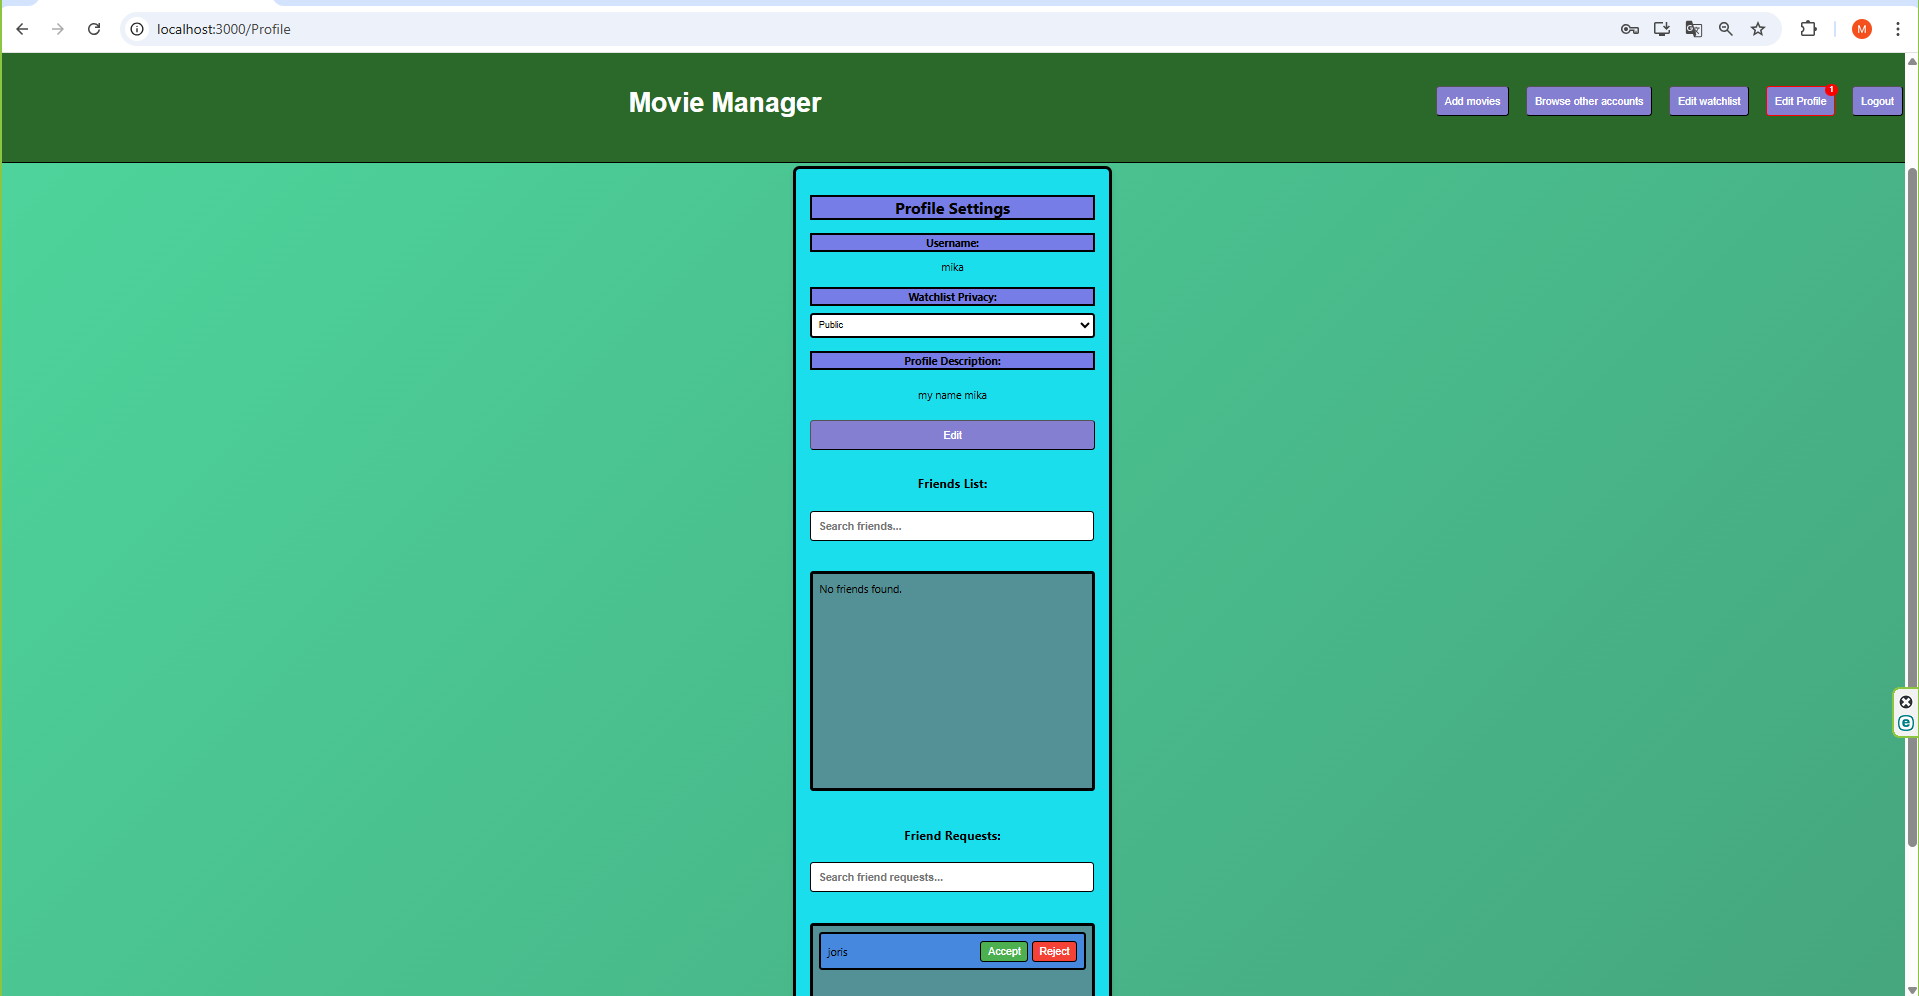 localhost:3000/Profile
M
Movie Manager
Add movies
Browse other accounts
Edit watchlist
Edit Profile
1
Logout
Profile Settings
Username:
mika
Watchlist Privacy:
Public
Profile Description:
my name mika
Edit
Friends List:
Search friends...
No friends found.
Friend Requests:
Search friend requests...
joris
Accept
Reject
e